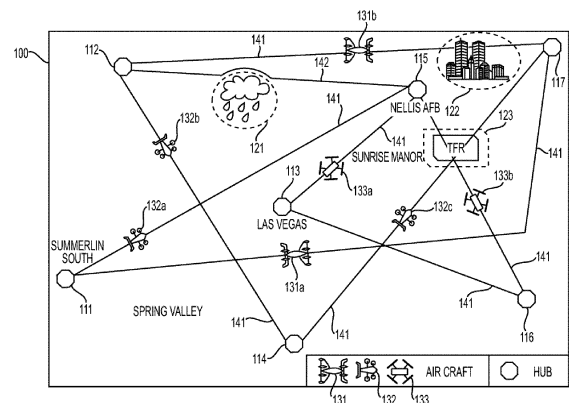 131b
100
112
141
142
115
117
NELLIS AFB
122
121
141
123
TFR
132b
141
SUNRISE MANOR
133a
133b
141
113
LAS VEGAS
132a
132c
SUMMERLIN
SOUTH
111
131a
141
141
116
SPRING VALLEY
141
114
141
AIR CRAFT
HUB
131
132
133